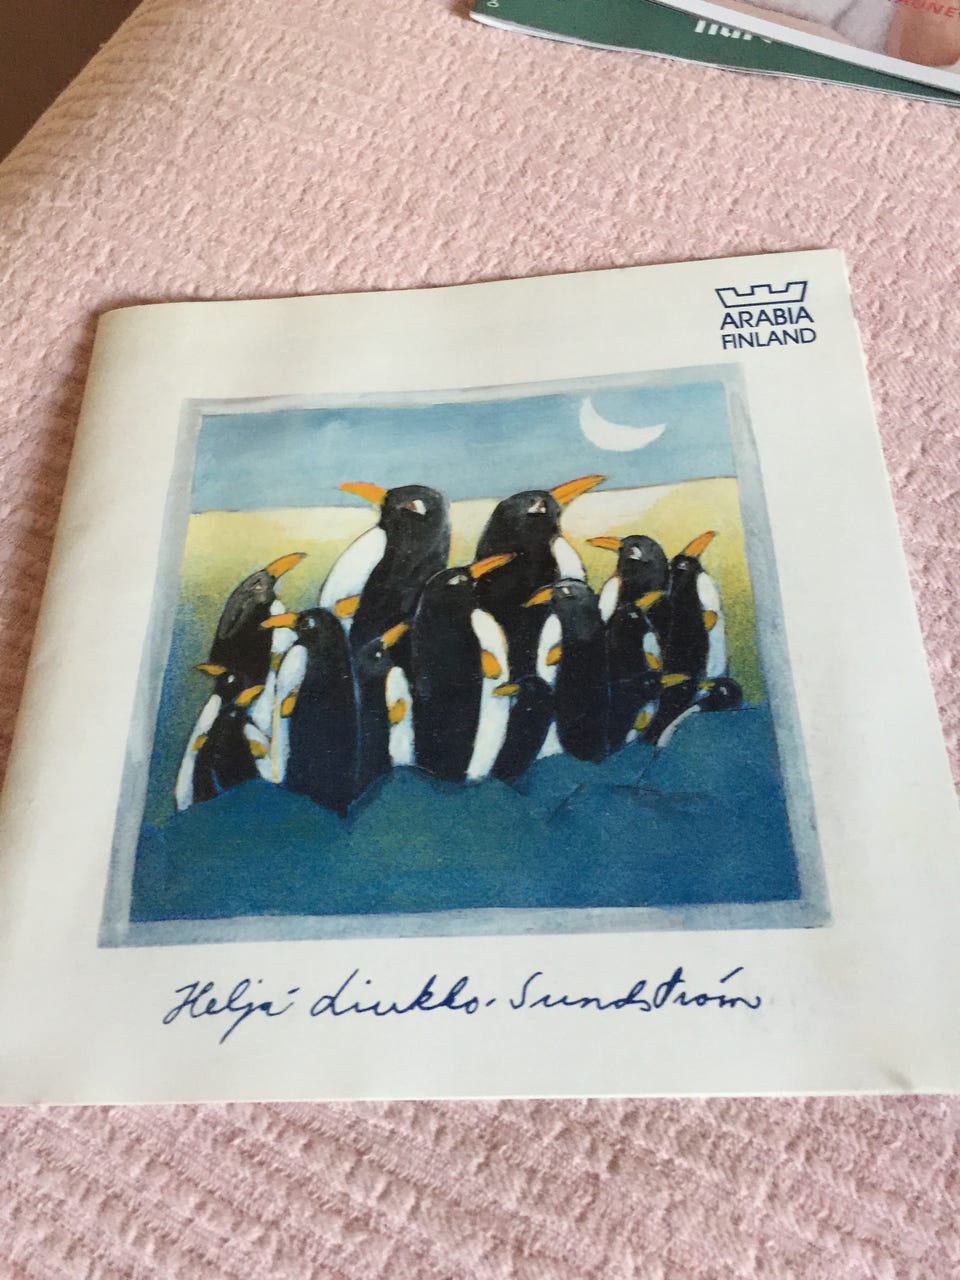 ARABIA
FINLAND
Heljä Liukko-Sundström